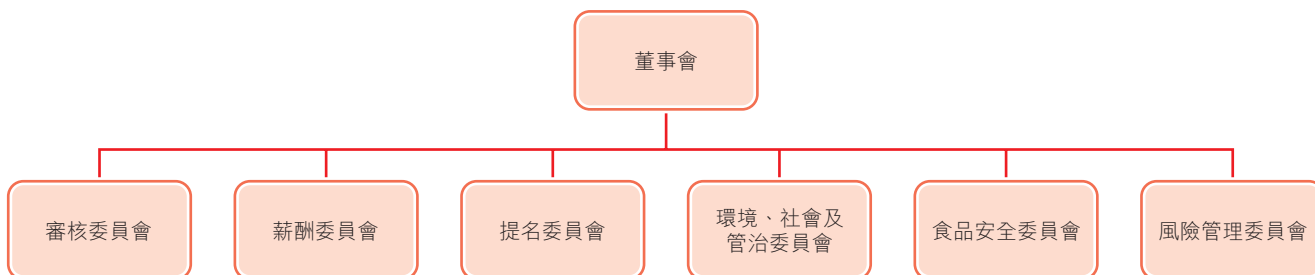 董事會
審核委員會
薪酬委員會
提名委員會
環境、社會及
管治委員會
食品安全委員會
風險管理委員會